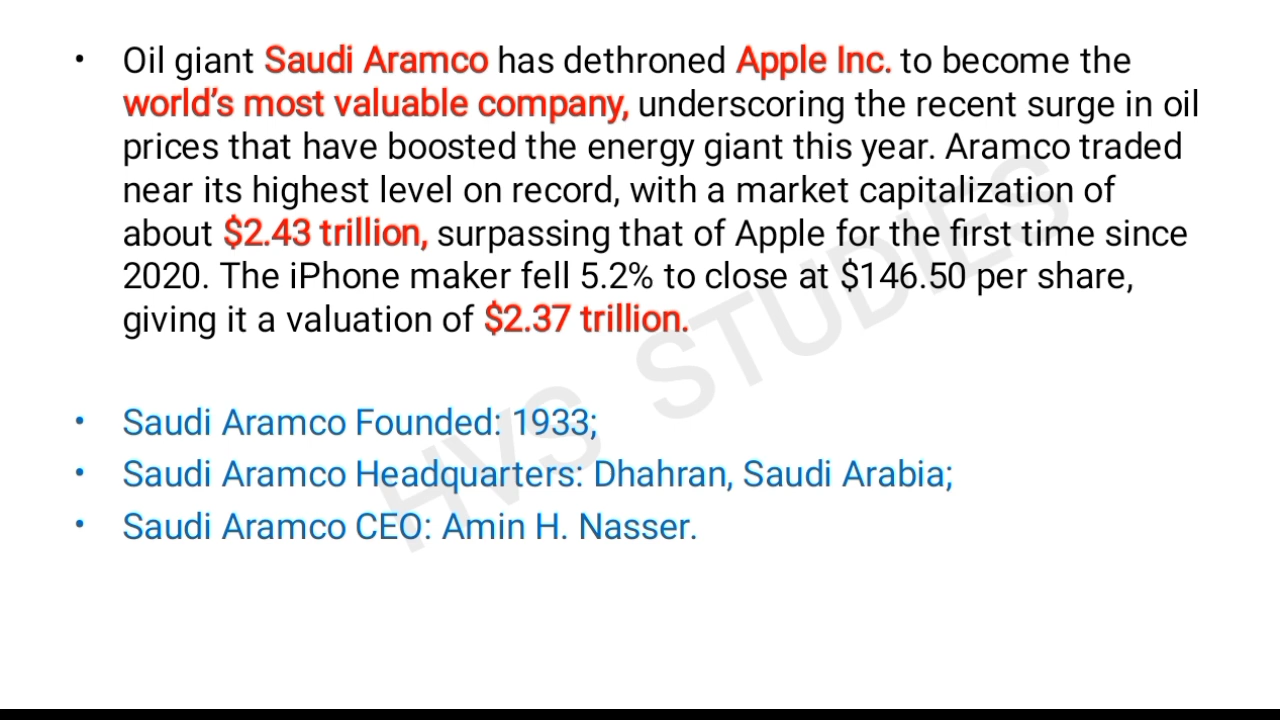 • Oil giant Saudi Aramco has dethroned Apple Inc. to become the
world's most valuable company, underscoring the recent surge in oil
prices that have boosted the energy giant this year. Aramco traded
near its highest level on record, with a market capitalization of
about $2.43 trillion, surpassing that of Apple for the first time since
2020. The iPhone maker fell 5.2% to close at $146.50 per share,
giving it a valuation of $2.37 trillion.
• Saudi Aramco Founded: 1933;
• Saudi Aramco Headquarters: Dhahran, Saudi Arabia;
• Saudi Aramco CEO: Amin H. Nasser.
HVS STUDIES